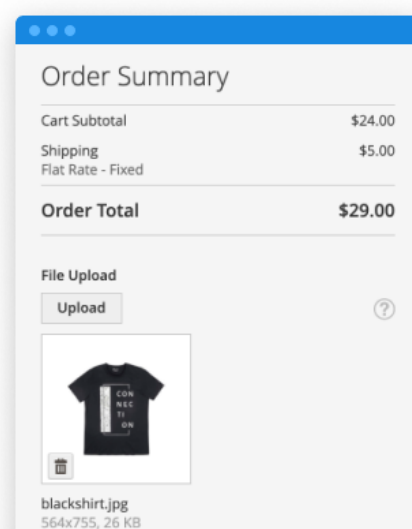 Order Summary
Cart Subtotal $24.00
Shipping $5.00
Flat Rate - Fixed
Order Total $29.00
File Upload
Upload
?
CON
NEC
TI
ON
blackshirt.jpg
564x755, 26 KB